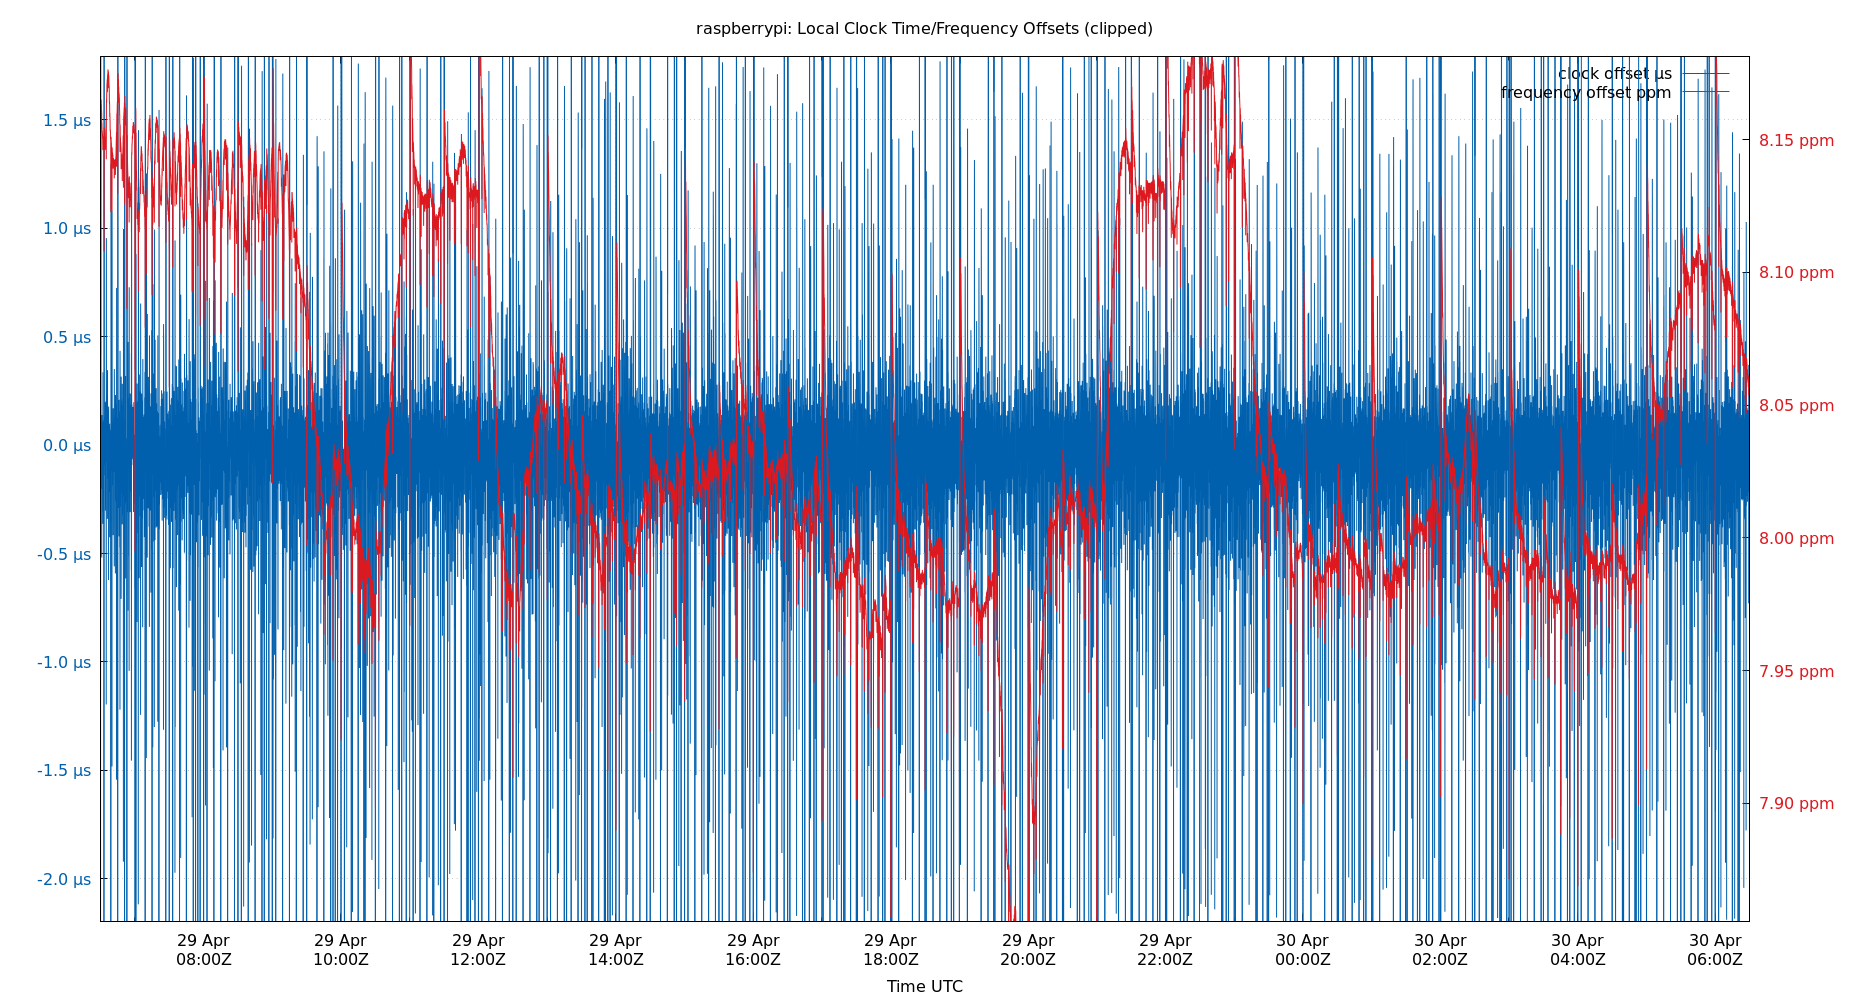 raspberrypi: Local Clock Time/Frequency Offsets (clipped)
clock offset µs
frequency offset ppm
1.5 µs
1.0 µs
0.5 µs
0.0 µs
-0.5 µs
-1.0 µs
-1.5 µs
-2.0 µs
8.15 ppm
8.10 ppm
8.05 ppm
8.00 ppm
7.95 ppm
7.90 ppm
29 Apr 29 Apr 29 Apr 29 Apr 29 Apr 29 Apr 29 Apr 29 Apr 30 Apr 30 Apr 30 Apr 30 Apr
08:00Z 10:00Z 12:00Z 14:00Z 16:00Z 18:00Z 20:00Z 22:00Z 00:00Z 02:00Z 04:00Z 06:00Z
Time UTC